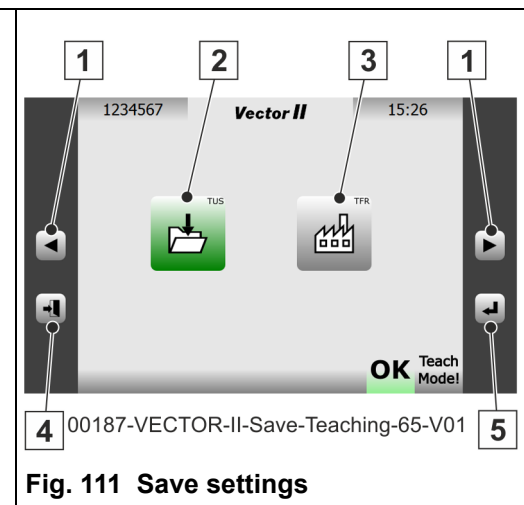 1 2 3 1
1234567 Vector II 15:26
TUS TFR
OK Teach
Mode!
4 00187-VECTOR-II-Save-Teaching-65-V01 5
Fig. 111 Save settings